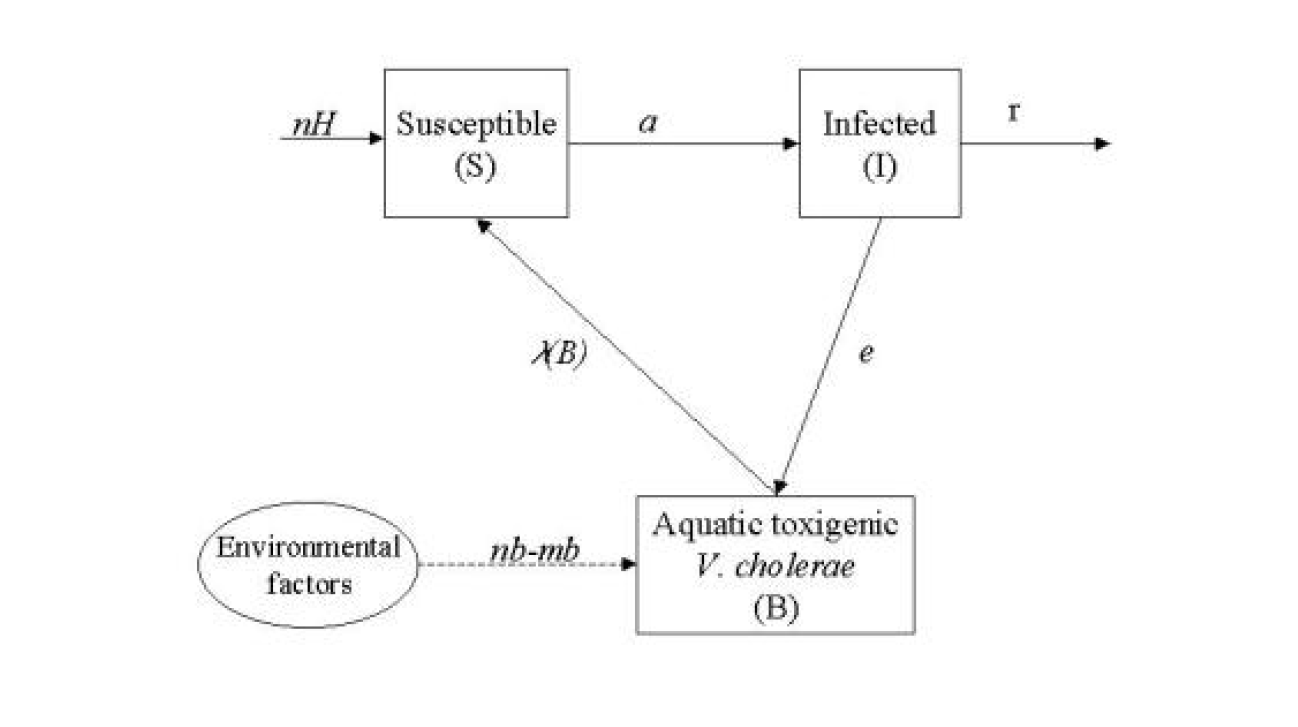 nH
Susceptible
(S)
a
Infected
(I)
r
λ(B)
e
Environmental
factors
nb-mb
Aquatic toxigenic
V. cholerae
(B)